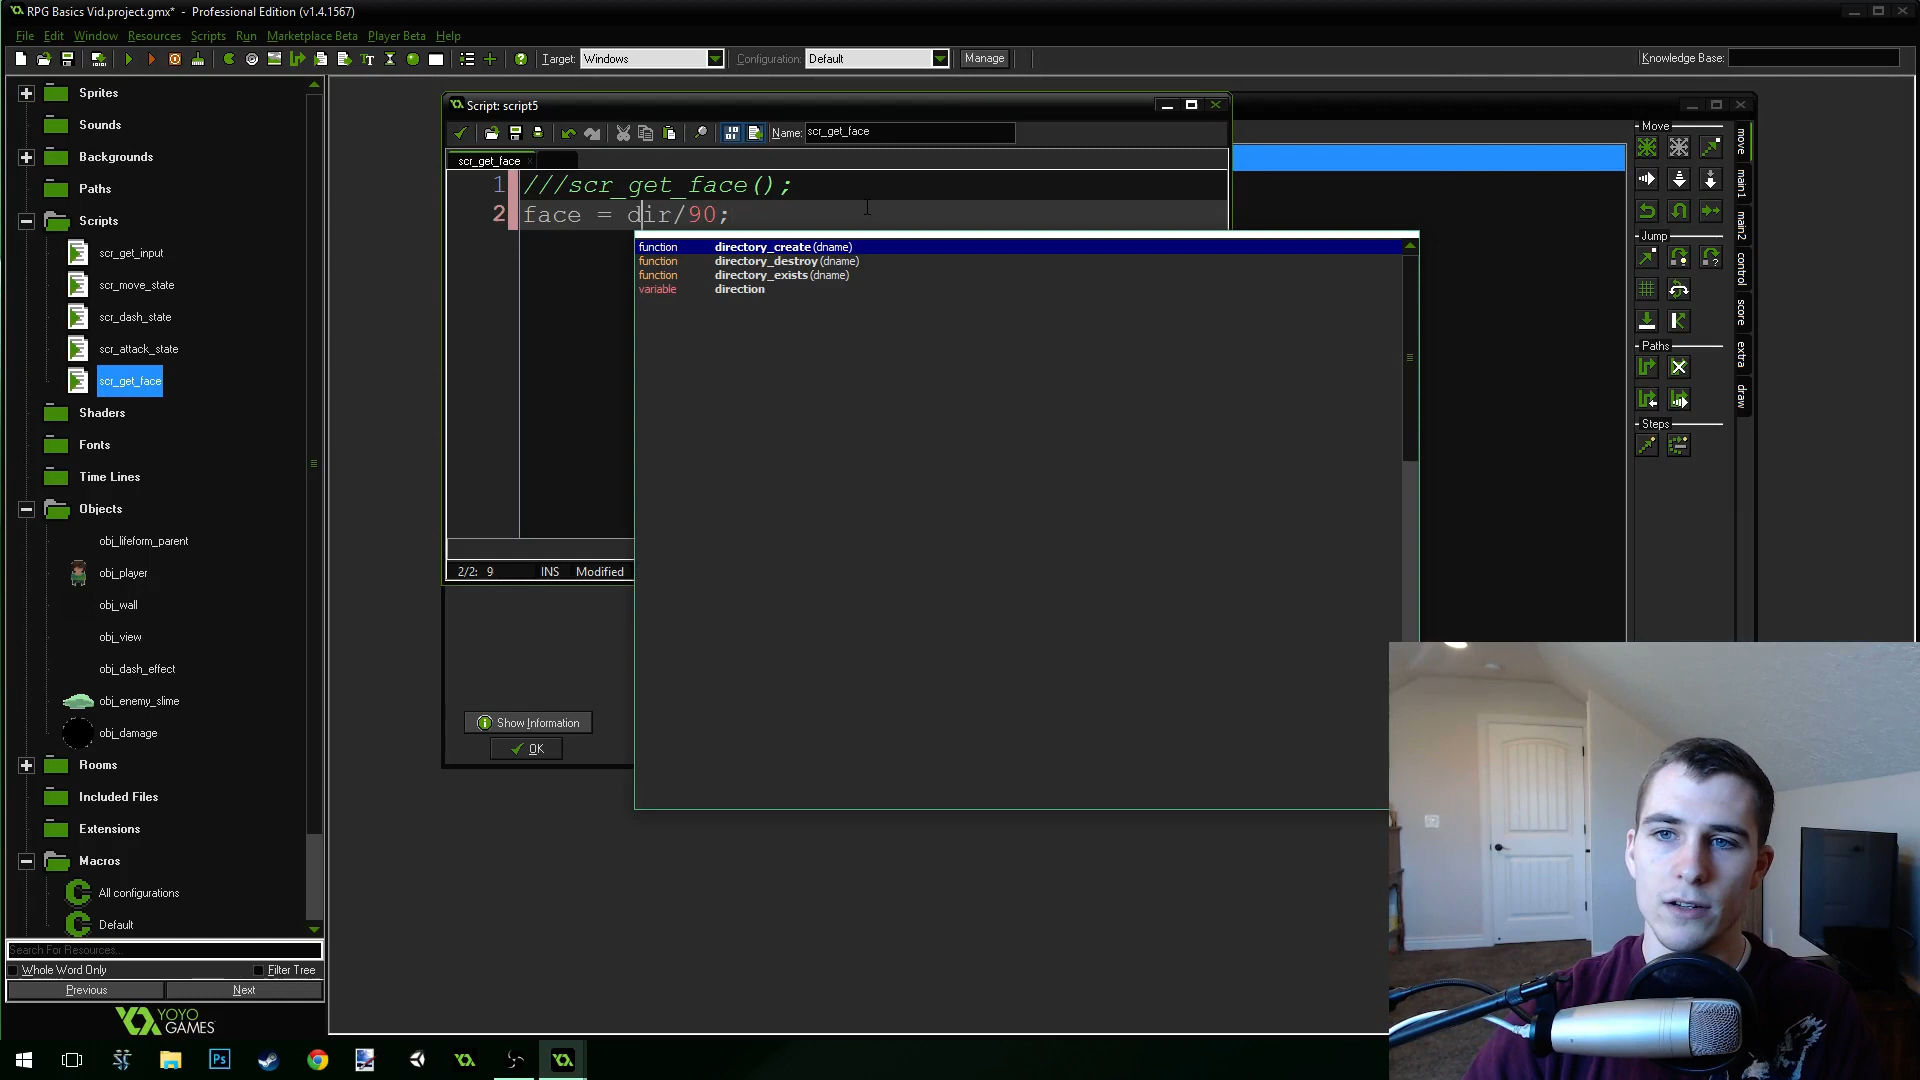 RPG Basics Vid.project.gmx* - Professional Edition (v1.4.1567)
File Edit Window Resources Scripts Run Marketplace Beta Player Beta Help
Target: Windows Configuration: Default Manage Knowledge Base:
Sprites
Sounds
Backgrounds
Paths
Scripts
scr_get_input
scr_move_state
scr_dash_state
scr_attack_state
scr_get_face
Shaders
Fonts
Time Lines
Objects
obj_lifeform_parent
obj_player
obj_wall
obj_view
obj_dash_effect
obj_enemy_slime
obj_damage
Rooms
Included Files
Extensions
Macros
All configurations
Default
Search For Resources...
Whole Word Only Filter Tree
Previous Next
YOYO
GAMES
Script: script5
Name: scr_get_face
scr_get_face
1 ///scr_get_face();
2 face = dir/90;
function directory_create(dname)
function directory_destroy(dname)
function directory_exists(dname)
variable direction
2/2: 9 INS Modified
Show Information
OK
Move
Jump
Paths
Steps
move
main1
main2
control
score
extra
draw
Ps